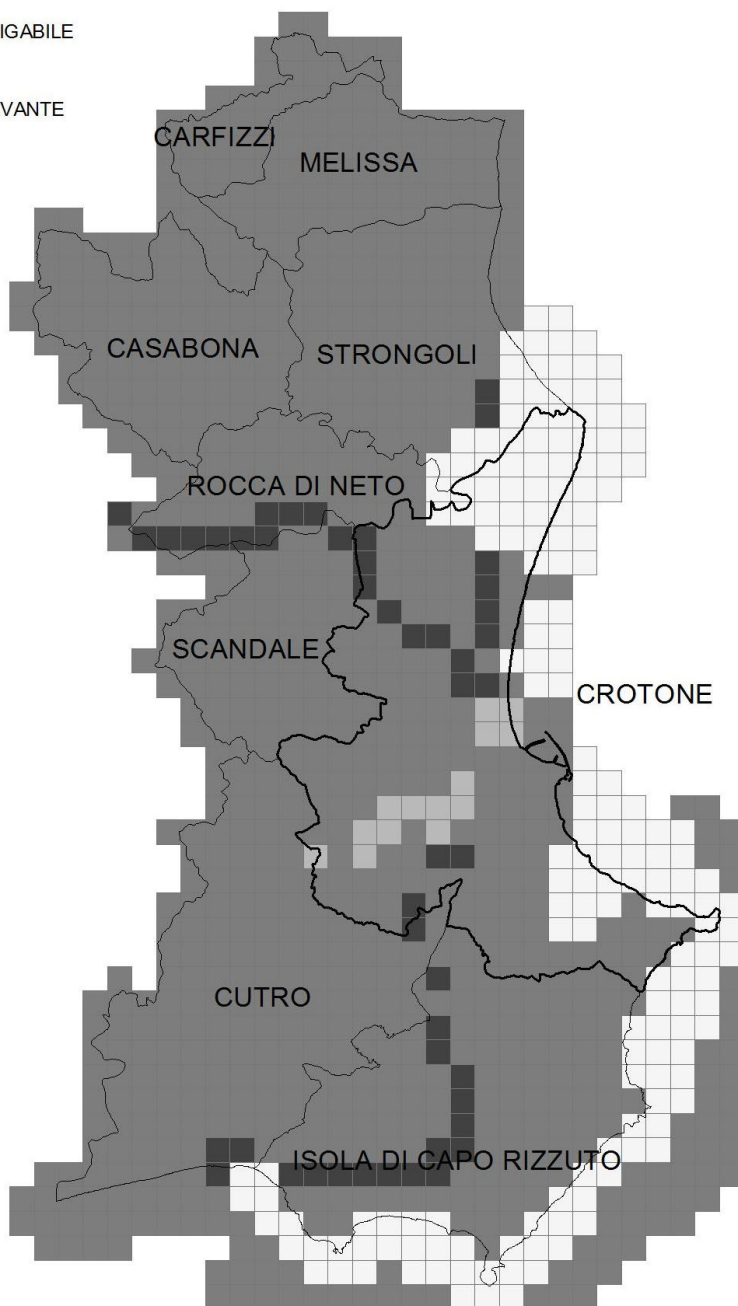 IGABILE
VANTE
CARFIZZI
MELISSA
CASABONA
STRONGOLI
ROCCA DI NETO
SCANDALE
CROTONE
CUTRO
ISOLA DI CAPO RIZZUTO